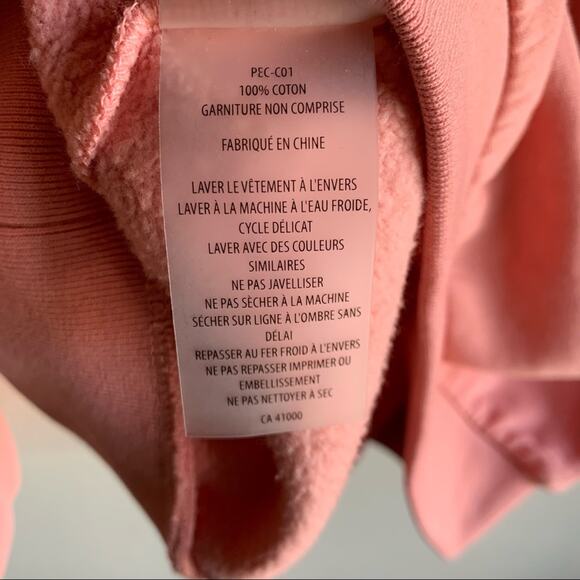 PEC-C01
100% COTON
GARNITURE NON COMPRISE
FABRIQUÉ EN CHINE
LAVER LE VÊTEMENT À L'ENVERS
LAVER À LA MACHINE À L'EAU FROIDE,
CYCLE DÉLICAT
LAVER AVEC DES COULEURS
SIMILAIRES
NE PAS JAVELLISER
NE PAS SÈCHER À LA MACHINE
SÉCHER SUR LIGNE À L'OMBRE SANS
DÉLAI
REPASSER AU FER FROID À L'ENVERS
NE PAS REPASSER IMPRIMER OU
EMBELLISSEMENT
NE PAS NETTOYER À SEC
CA 41000